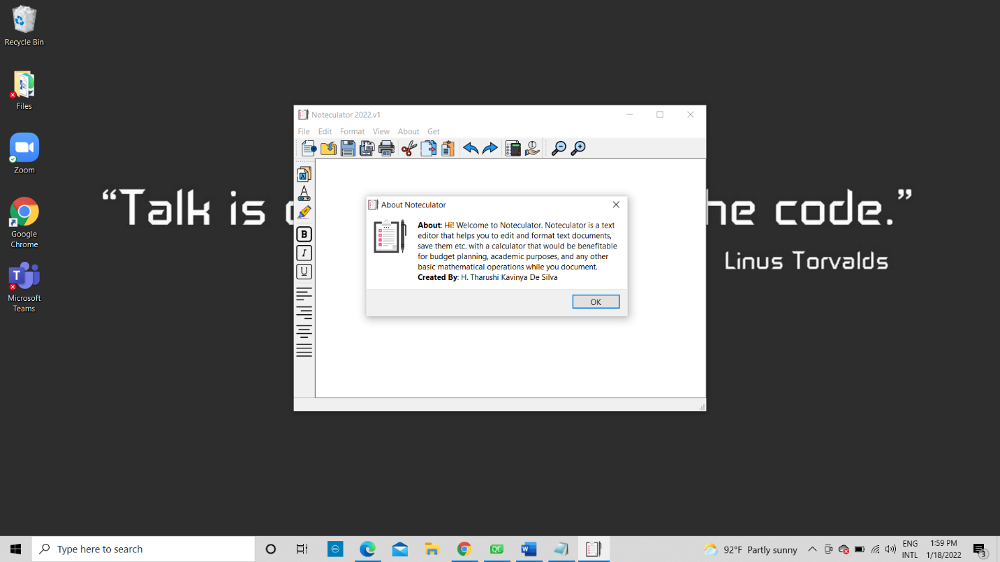 Recycle Bin
Files
Zoom
Google
Chrome
Microsoft
Teams
“Talk is
he code.”
Linus Torvalds
Noteculator 2022.v1
File Edit Format View About Get
A
A
B
I
U
About Noteculator
About: Hi! Welcome to Noteculator. Noteculator is a text
editor that helps you to edit and format text documents,
save them etc. with a calculator that would be benefitable
for budget planning, academic purposes, and any other
basic mathematical operations while you document.
Created By: H. Tharushi Kavinya De Silva
OK
Type here to search
DELL
QC
W
92°F Partly sunny
ENG
INTL
1:59 PM
1/18/2022
3